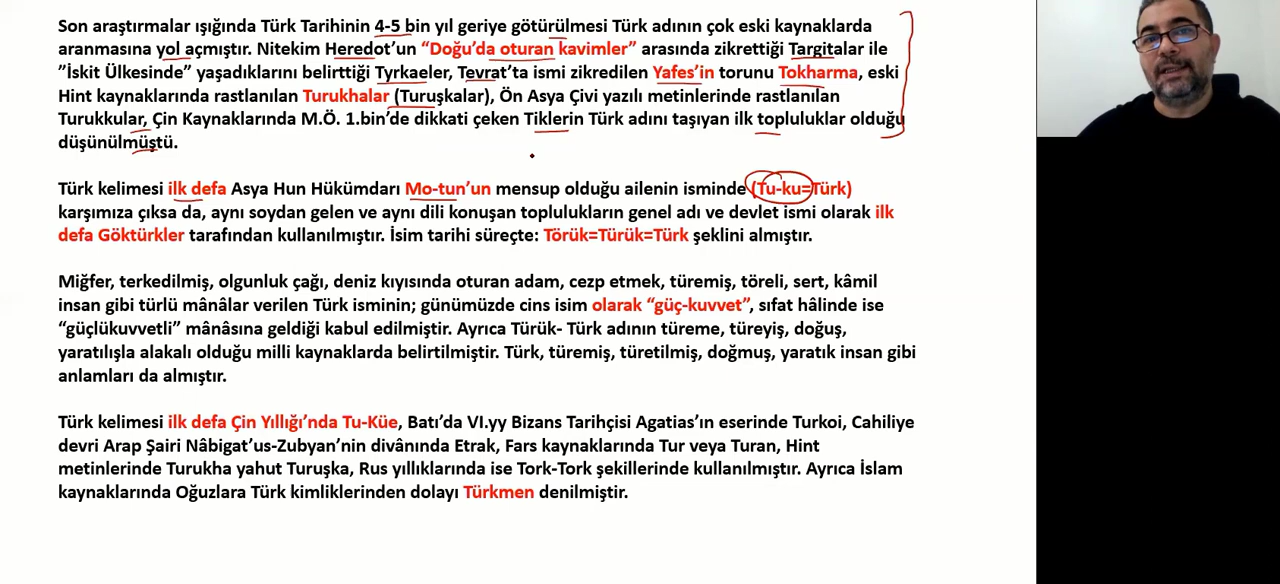 Son araştırmalar ışığında Türk Tarihinin 4-5 bin yıl geriye götürülmesi Türk adının çok eski kaynaklarda
aranmasına yol açmıştır. Nitekim Heredot’un “Doğu’da oturan kavimler” arasında zikrettiği Targitalar ile
”İskit Ülkesinde” yaşadıklarını belirttiği Tyrkaeler, Tevrat’ta ismi zikredilen Yafes’in torunu Tokharma, eski
Hint kaynaklarında rastlanılan Turukhalar (Turuşkalar), Ön Asya Çivi yazılı metinlerinde rastlanılan
Turukkular, Çin Kaynaklarında M.Ö. 1.bin’de dikkati çeken Tiklerin Türk adını taşıyan ilk topluluklar olduğu
düşünülmüştü.
Türk kelimesi ilk defa Asya Hun Hükümdarı Mo-tun’un mensup olduğu ailenin isminde (Tu-ku=Türk)
karşımıza çıksa da, aynı soydan gelen ve aynı dili konuşan toplulukların genel adı ve devlet ismi olarak ilk
defa Göktürkler tarafından kullanılmıştır. İsim tarihi süreçte: Törük=Türük=Türk şeklini almıştır.
Miğfer, terkedilmiş, olgunluk çağı, deniz kıyısında oturan adam, cezp etmek, türemiş, töreli, sert, kâmil
insan gibi türlü mânâlar verilen Türk isminin; günümüzde cins isim olarak “güç-kuvvet”, sıfat hâlinde ise
“güçlükuvvetli” mânâsına geldiği kabul edilmiştir. Ayrıca Türük- Türk adının türeme, türeyiş, doğuş,
yaratılışla alakalı olduğu milli kaynaklarda belirtilmiştir. Türk, türemiş, türetilmiş, doğmuş, yaratık insan gibi
anlamları da almıştır.
Türk kelimesi ilk defa Çin Yıllığı’nda Tu-Küe, Batı’da VI.yy Bizans Tarihçisi Agatias’ın eserinde Turkoi, Cahiliye
devri Arap Şairi Nâbigat’us-Zubyan’nin divânında Etrak, Fars kaynaklarında Tur veya Turan, Hint
metinlerinde Turukha yahut Turuşka, Rus yıllıklarında ise Tork-Tork şekillerinde kullanılmıştır. Ayrıca İslam
kaynaklarında Oğuzlara Türk kimliklerinden dolayı Türkmen denilmiştir.